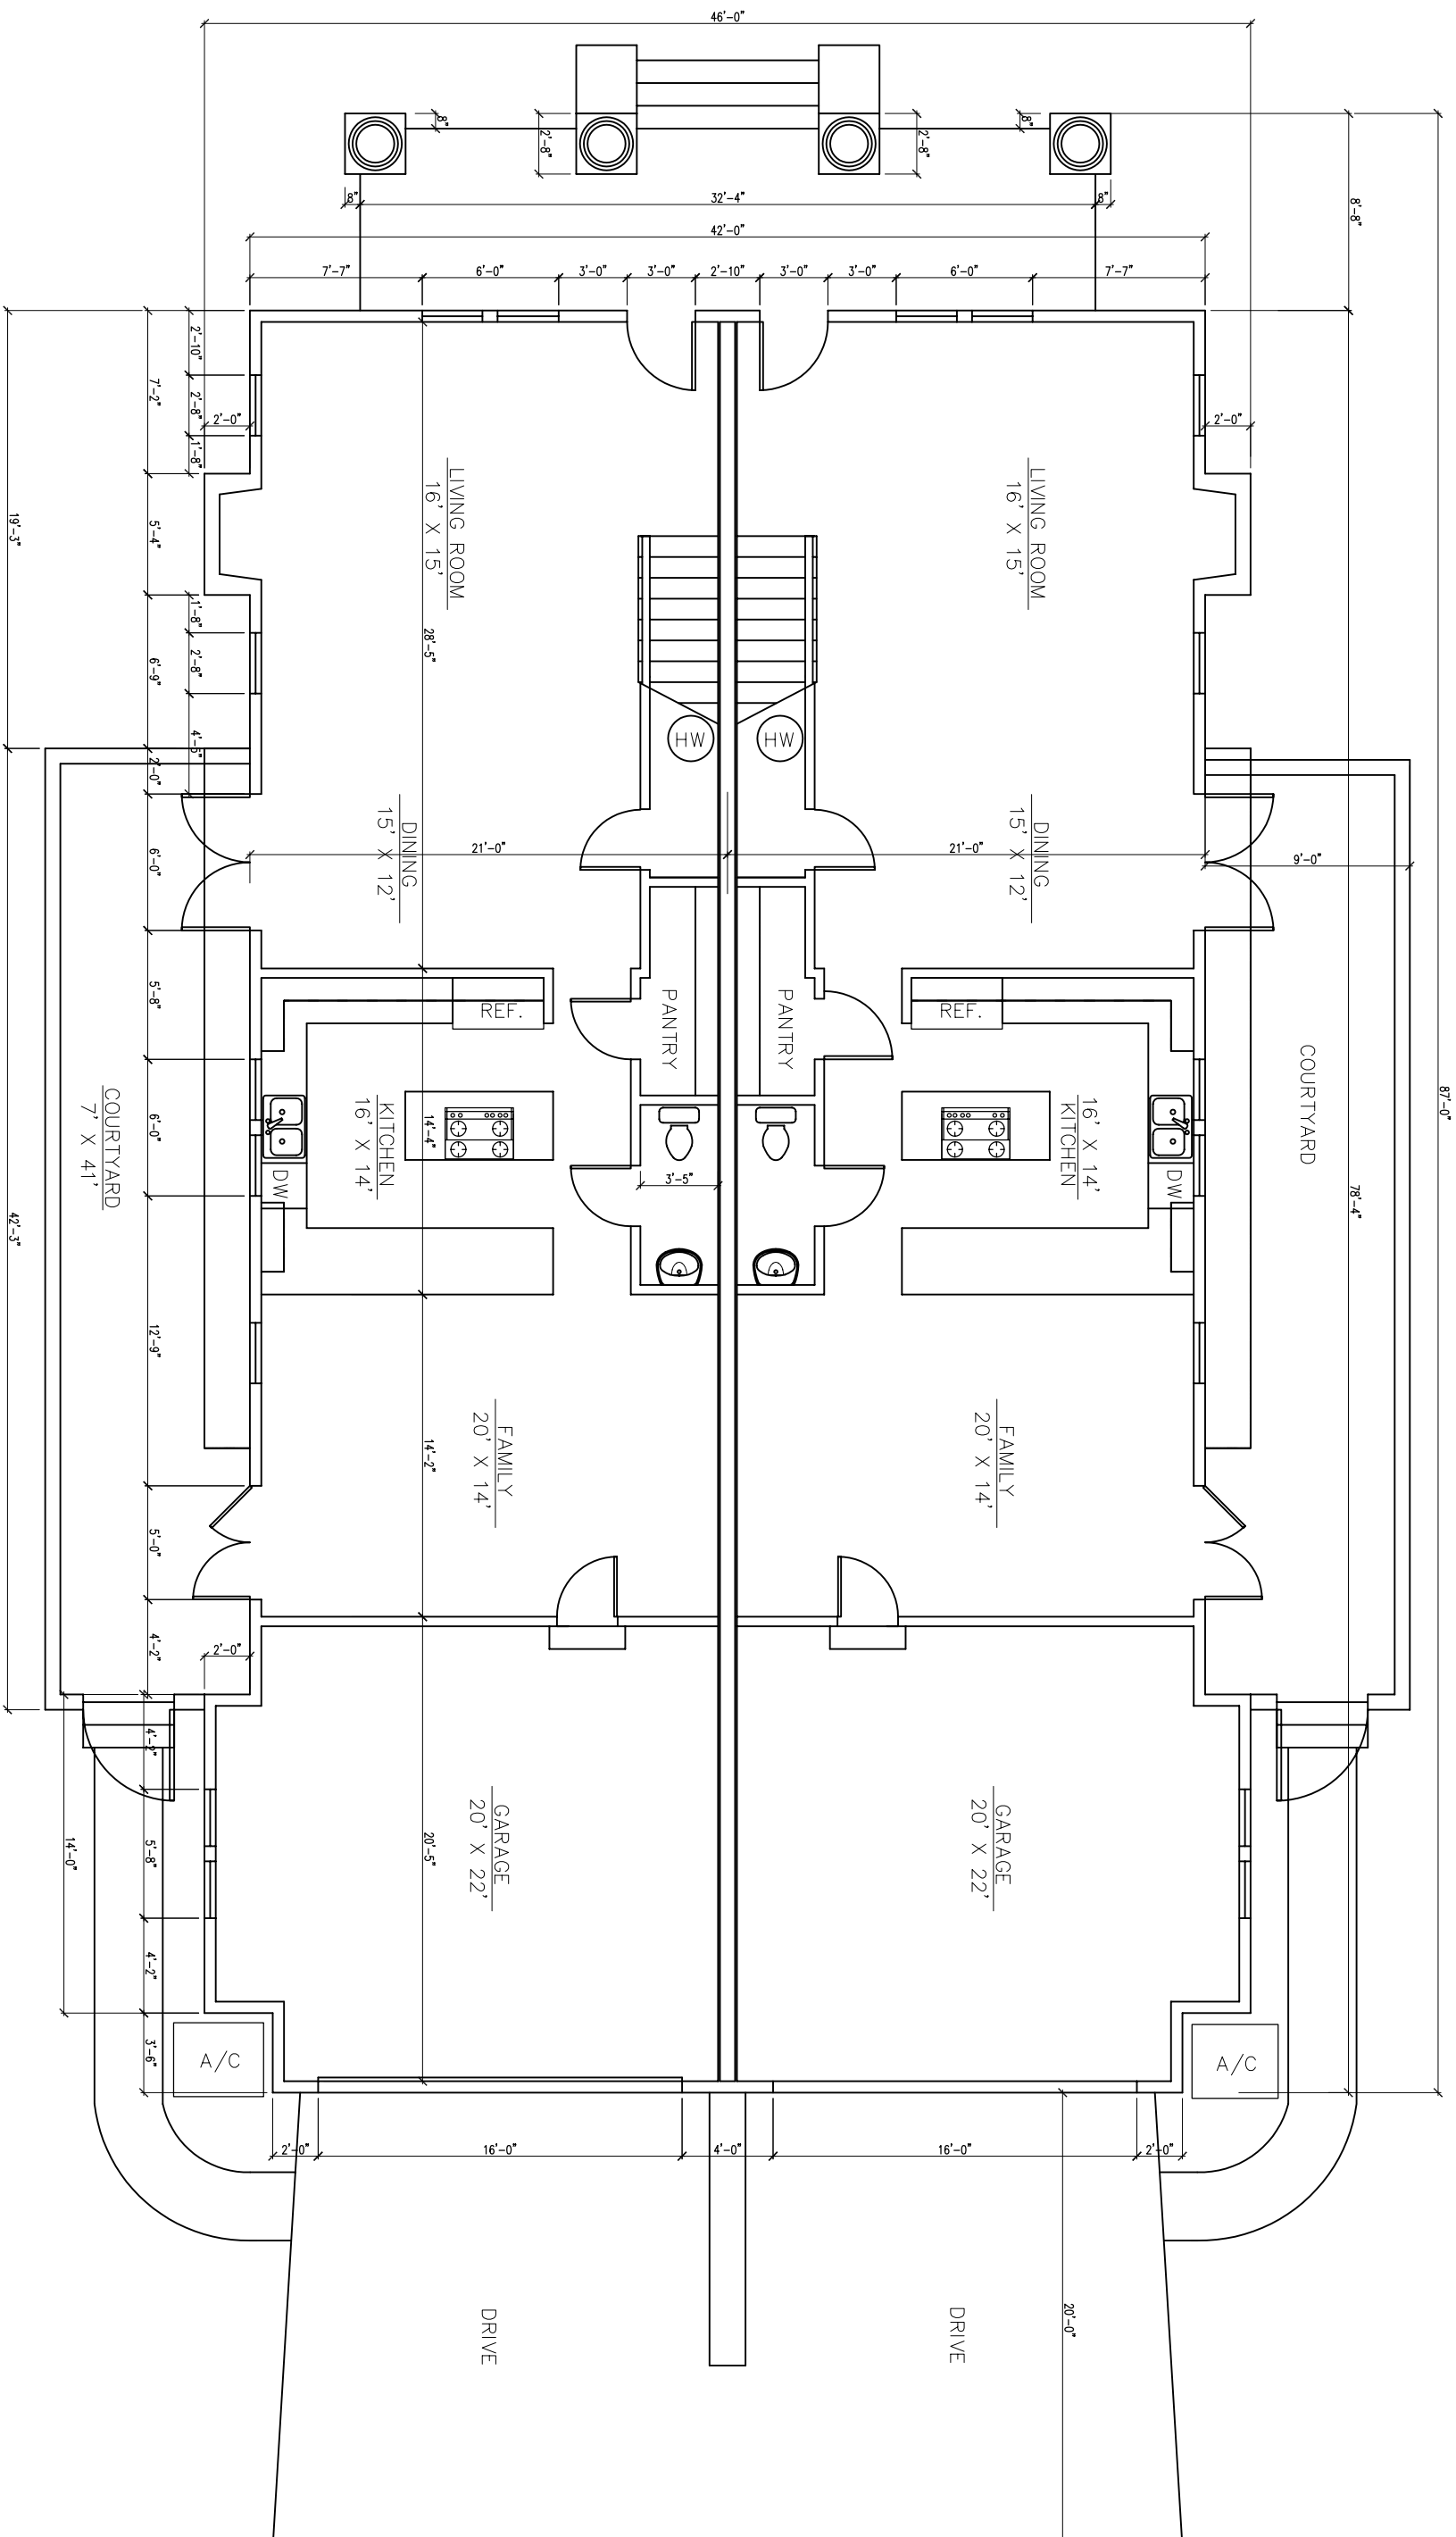 46'-0"
8"
2'-8"
2'-8"
8"
8"
32'-4"
8"
42'-0"
7'-7"
6'-0"
3'-0"
3'-0"
2'-10"
3'-0"
3'-0"
6'-0"
7'-7"
8'-8"
87'-0"
78'-4"
2'-10"
2'-8"
1'-8"
7'-2"
2'-0"
2'-0"
19'-3"
5'-4"
1'-8"
2'-8"
6'-9"
4'-5"
2'-0"
6'-0"
5'-8"
6'-0"
12'-9"
5'-0"
4'-2"
42'-3"
LIVING ROOM
16' X 15'
LIVING ROOM
16' X 15'
28'-5"
HW
HW
DINING
15' X 12'
DINING
15' X 12'
21'-0"
21'-0"
9'-0"
REF.
PANTRY
PANTRY
REF.
COURTYARD
COURTYARD
7' X 41'
KITCHEN
16' X 14'
14'-4"
16' X 14'
KITCHEN
DW
DW
3'-5"
FAMILY
20' X 14'
FAMILY
20' X 14'
14'-2"
2'-0"
4'-2"
5'-8"
4'-2"
14'-0"
3'-6"
GARAGE
20' X 22'
GARAGE
20' X 22'
20'-5"
A/C
A/C
2'-0"
16'-0"
4'-0"
16'-0"
2'-0"
DRIVE
DRIVE
20'-0"